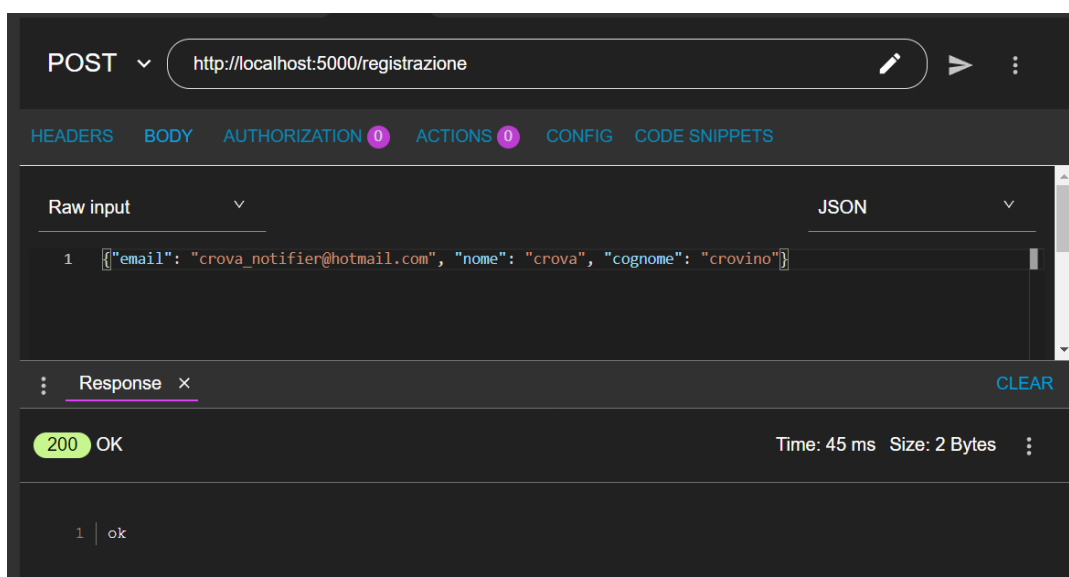 POST http://localhost:5000/registrazione
HEADERS BODY AUTHORIZATION 0 ACTIONS 0 CONFIG CODE SNIPPETS
Raw input JSON
1 {"email": "crova_notifier@hotmail.com", "nome": "crova", "cognome": "crovino"}
Response × CLEAR
200 OK Time: 45 ms Size: 2 Bytes
1 ok